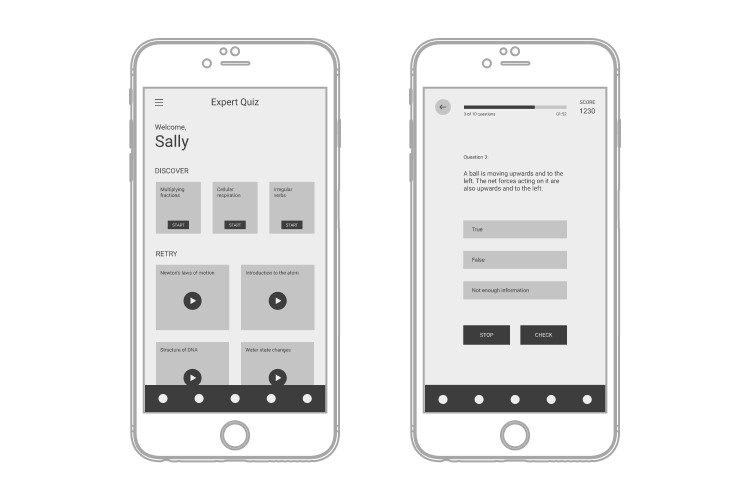 Expert Quiz
Welcome,
Sally
DISCOVER
Multiplying
fractions
START
Cellular
respiration
START
Irregular
verbs
START
RETRY
Newton's laws of motion
Introduction to the atom
Structure of DNA
Water state changes
3 of 10 questions
01:52
SCORE
1230
Question 3:
A ball is moving upwards and to the
left. The net forces acting on it are
also upwards and to the left.
True
False
Not enough information
STOP
CHECK